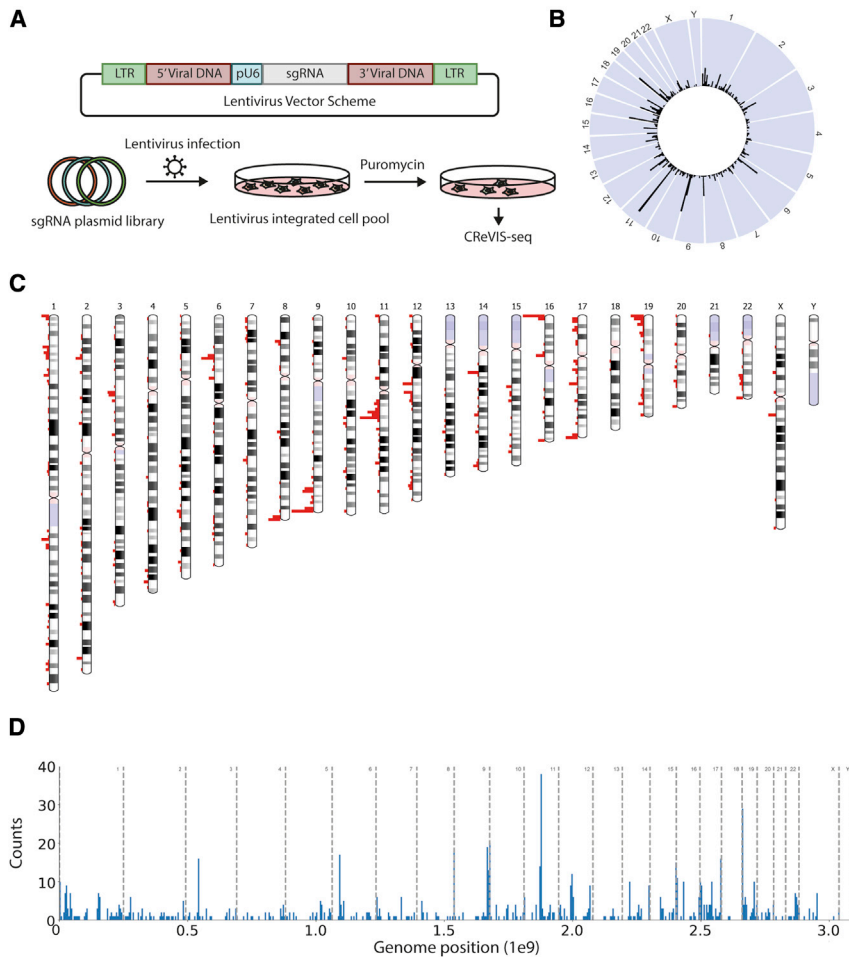 A
LTR 5' Viral DNA pU6 sgRNA 3' Viral DNA LTR
Lentivirus Vector Scheme
Lentivirus infection
Puromycin
sgRNA plasmid library
Lentivirus integrated cell pool
CReVIS-seq
B
1 2 3 4 5 6 7 8 9 10 11 12 13 14 15 16 17 18 19 20 21 22 X Y
C
1 2 3 4 5 6 7 8 9 10 11 12 13 14 15 16 17 18 19 20 21 22 X Y
D
1 2 3 4 5 6 7 8 9 10 11 12 13 14 15 16 17 18 19 20 21 22 X Y
40
30
20
10
0
Counts
0 0.5 1.0 1.5 2.0 2.5 3.0
Genome position (1e9)